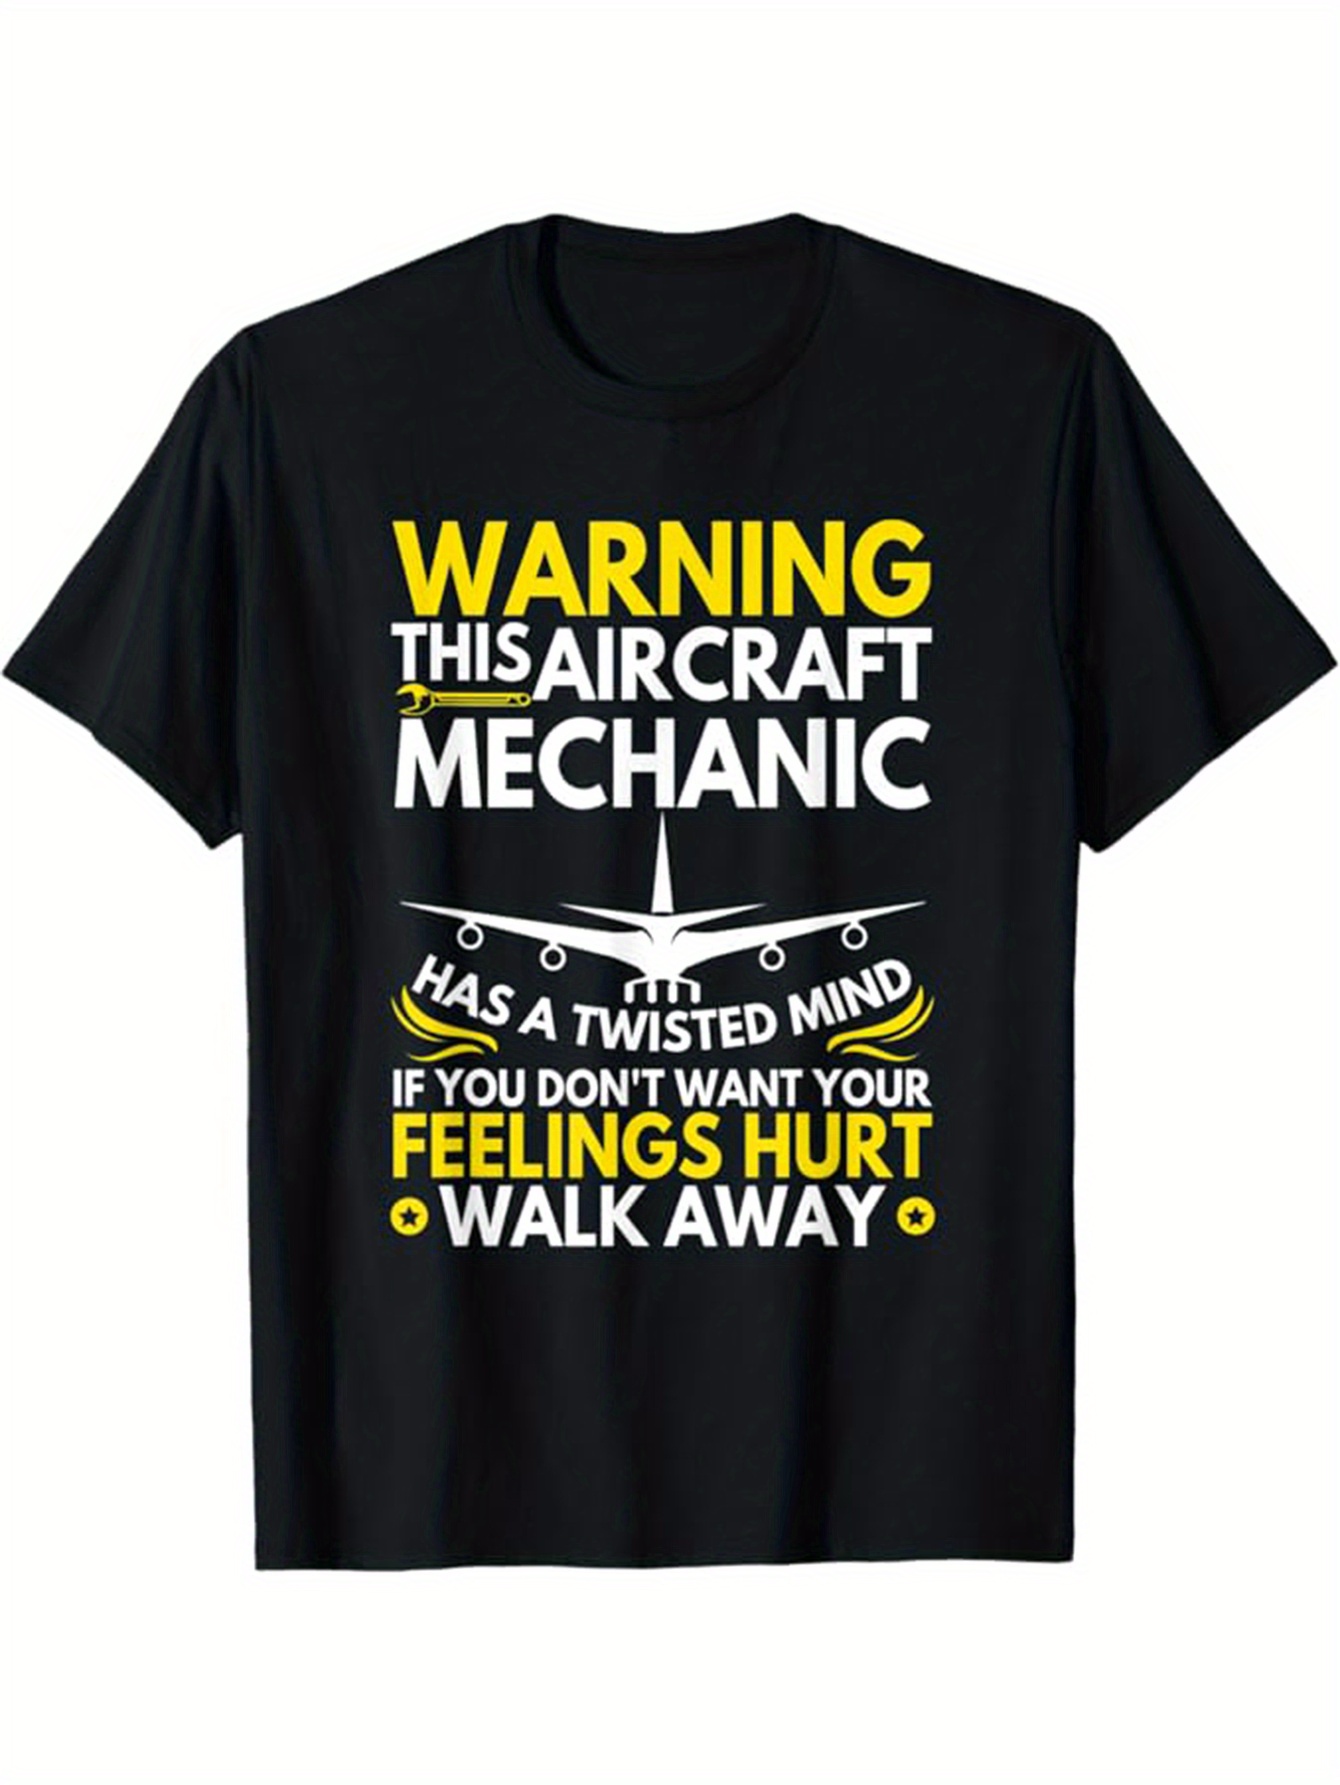 WARNING
THIS AIRCRAFT
MECHANIC
HAS A TWISTED MIND
IF YOU DON'T WANT YOUR
FEELINGS HURT
WALK AWAY